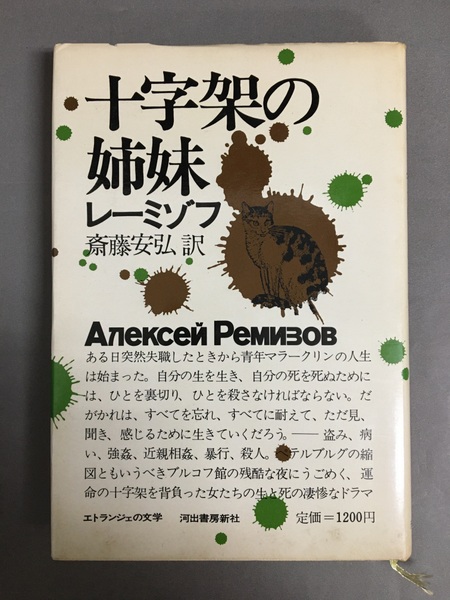 十字架の
姉妹
レーミゾフ
斎藤安弘 訳
Алексей Ремизов
ある日突然失職したときから青年マラークリンの人生
は始まった。自分の生を生き、自分の死を死ぬために
は、ひとを裏切り、ひとを殺さなければならない。だ
がかれは、すべてを忘れ、すべてに耐えて、ただ見、
聞き、感じるために生きていくだろう。——盗み、病
い、強姦、近親相姦、暴行、殺人。ペテルブルグの縮
図ともいうべきブルコフ館の残酷な夜にうごめく、運
命の十字架を背負った女たちの生と死の凄惨なドラマ
エトランジェの文学 河出書房新社 定価＝1200円